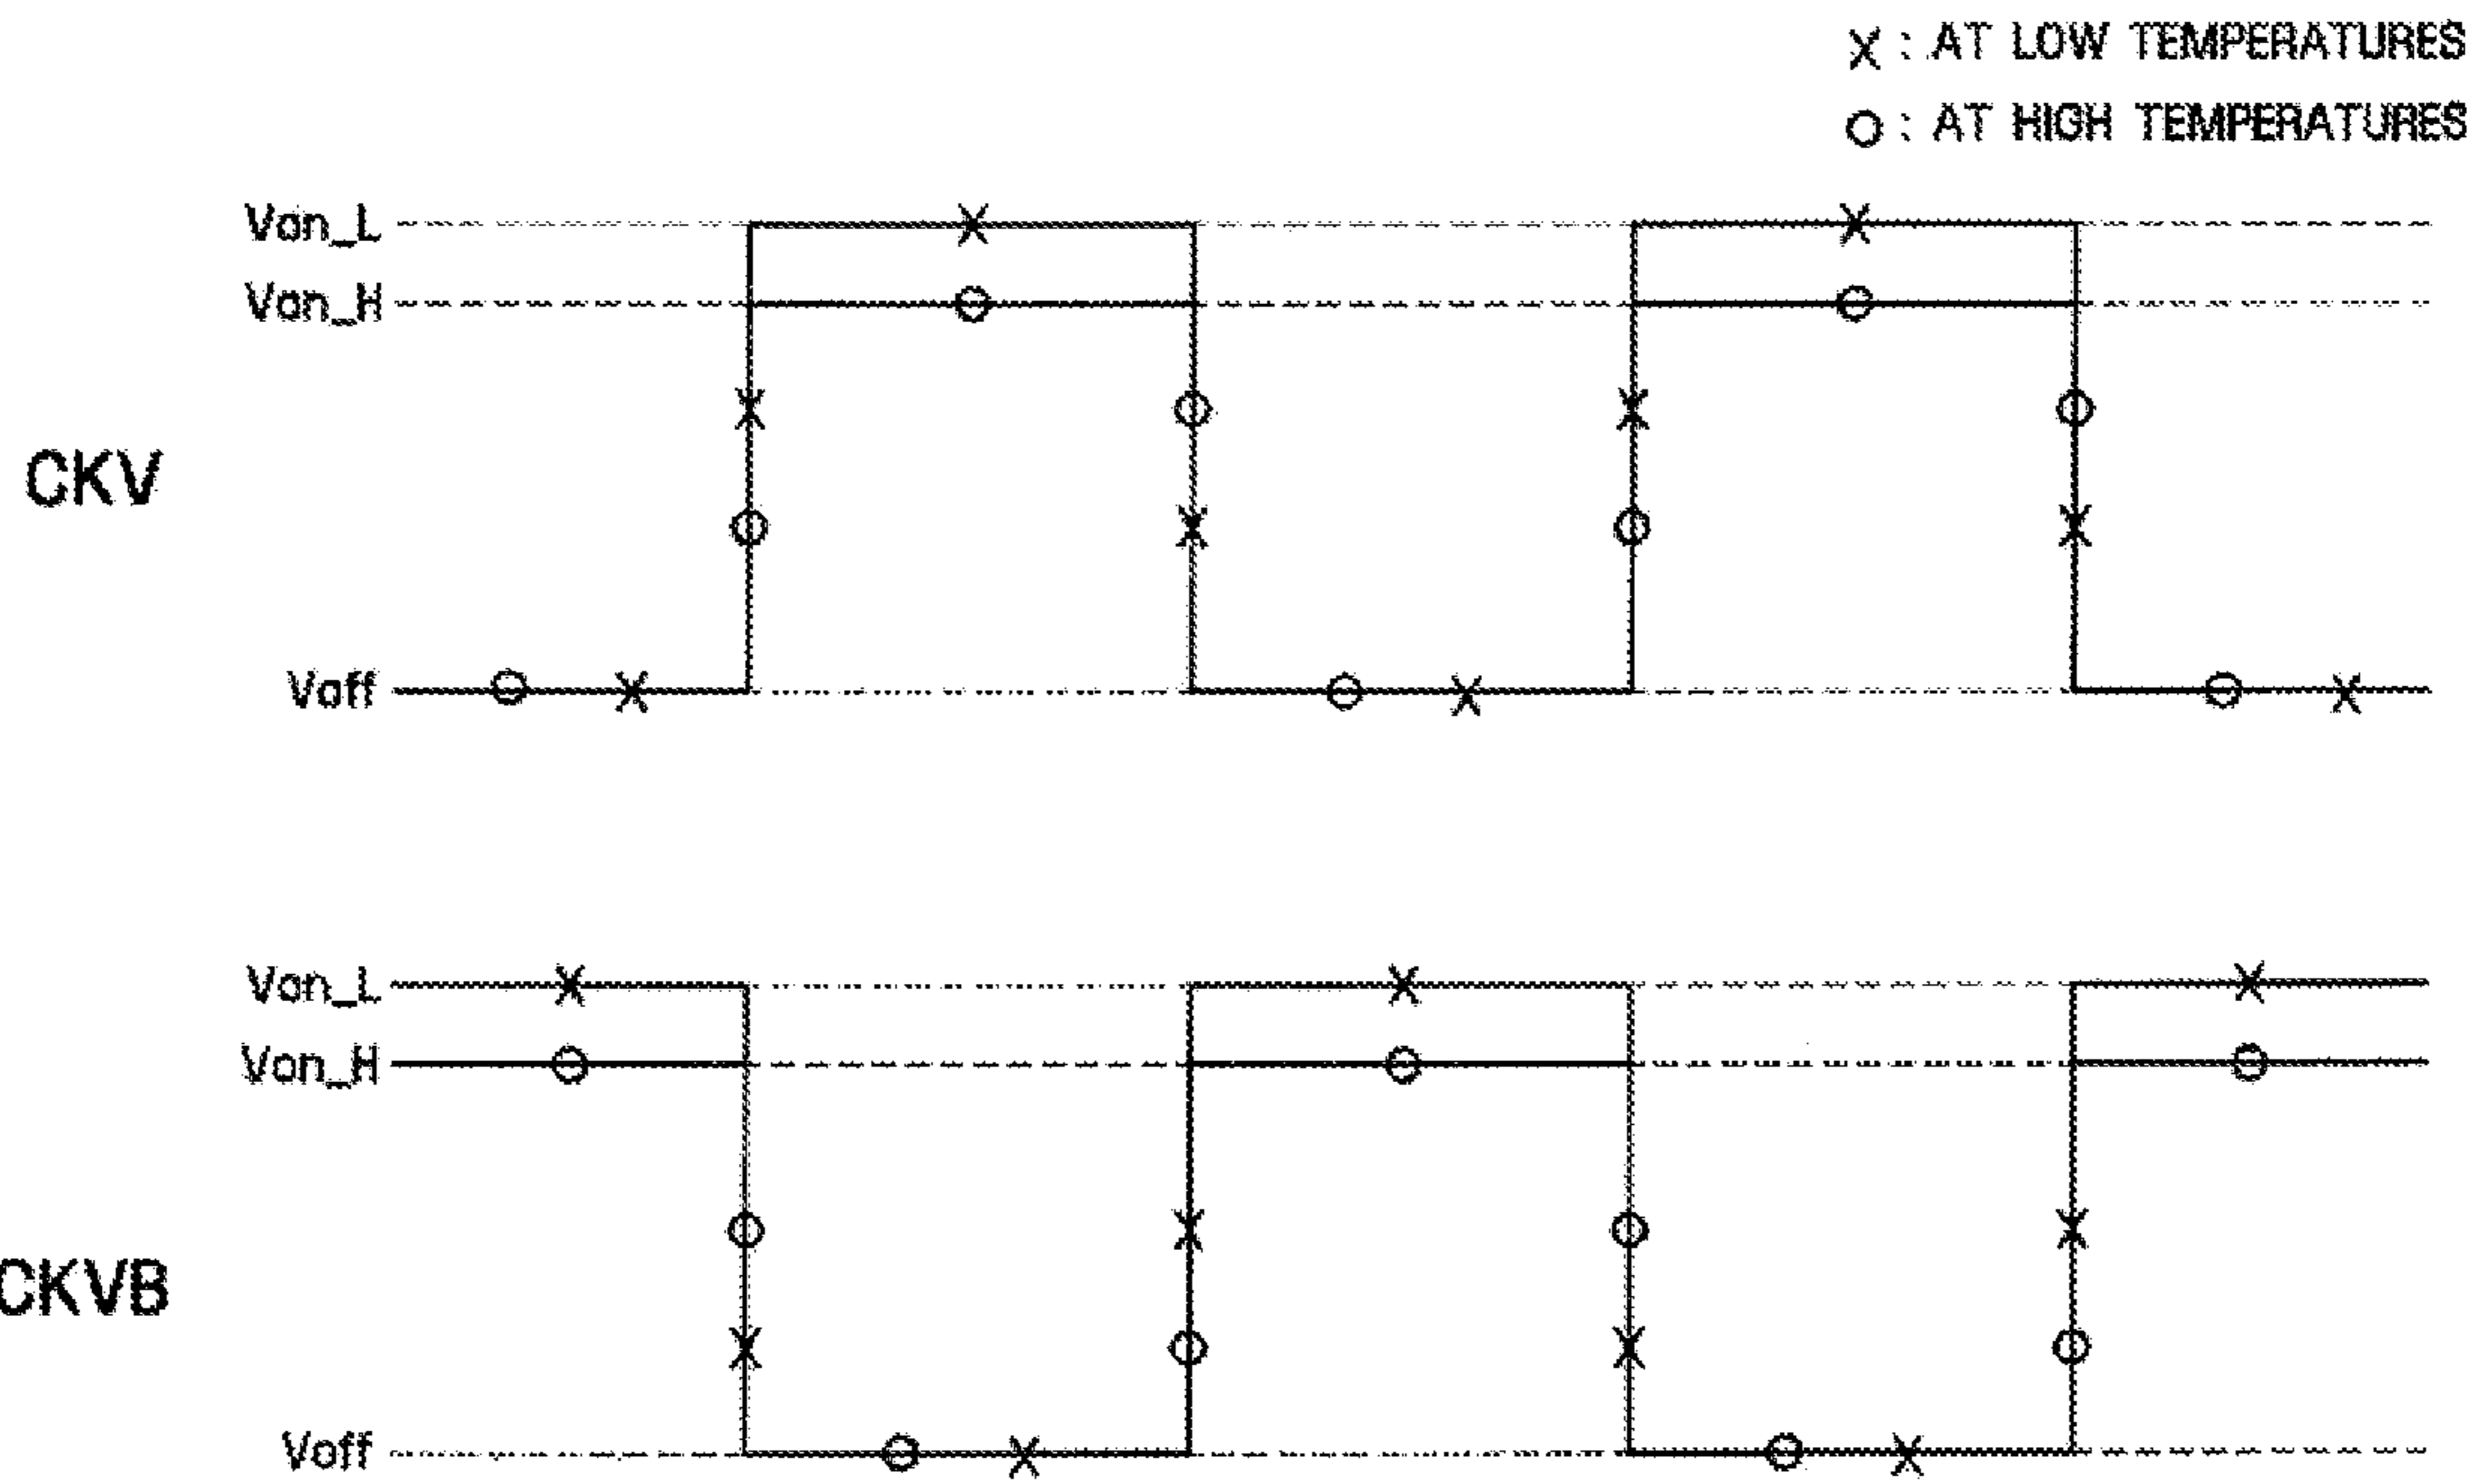 X : AT LOW TEMPERATURES
O : AT HIGH TEMPERATURES
Von_L
Von_H
CKV
Voff
Von_L
Von_H
CKVB
Voff